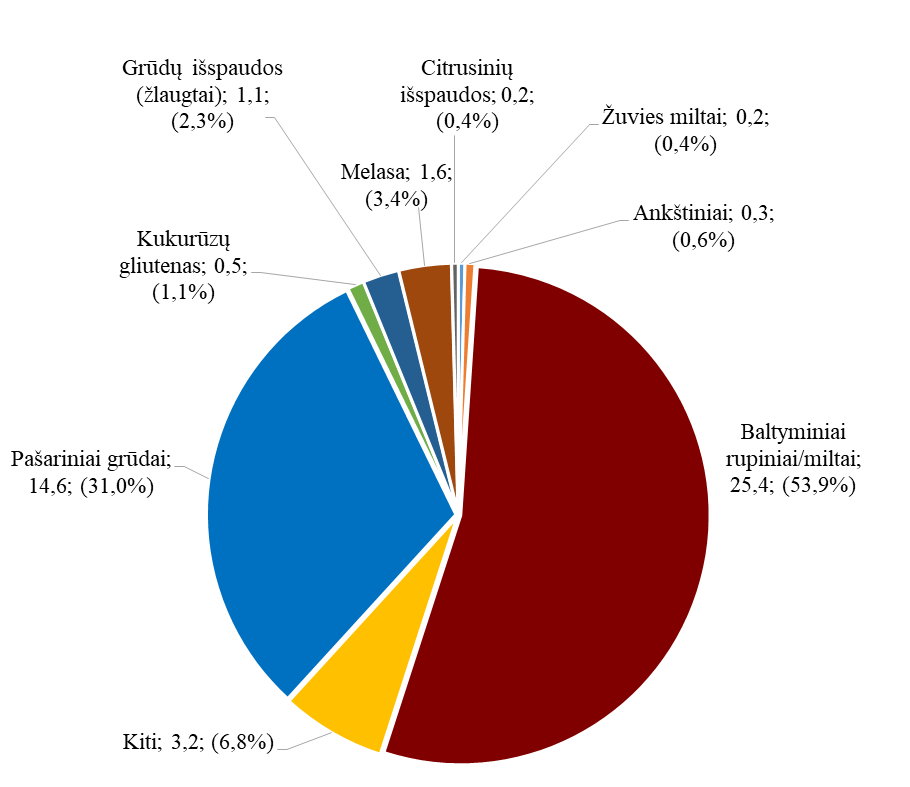 Grūdų išspaudos
(žlaugtai); 1,1;
(2,3%)
Citrusinių
išspaudos; 0,2;
(0,4%)
Žuvies miltai; 0,2;
(0,4%)
Melasa; 1,6;
(3,4%)
Ankštiniai; 0,3;
(0,6%)
Kukurūzų
gliutenas; 0,5;
(1,1%)
Baltyminiai
rupiniai/miltai;
25,4; (53,9%)
Pašariniai grūdai;
14,6; (31,0%)
Kiti; 3,2; (6,8%)